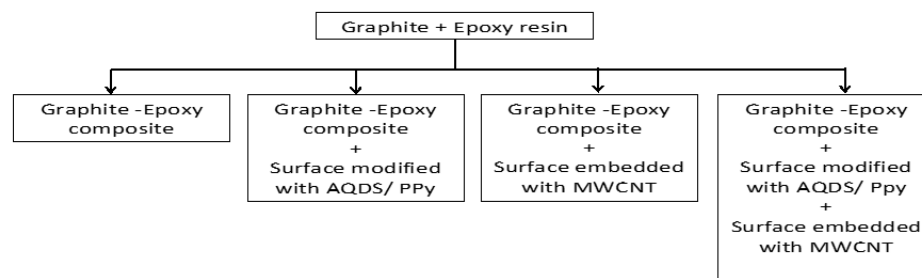 Graphite + Epoxy resin
Graphite -Epoxy
composite
Graphite -Epoxy
composite
+
Surface modified
with AQDS/ PPy
Graphite -Epoxy
composite
+
Surface embedded
with MWCNT
Graphite -Epoxy
composite
+
Surface modified
with AQDS/ Ppy
+
Surface embedded
with MWCNT